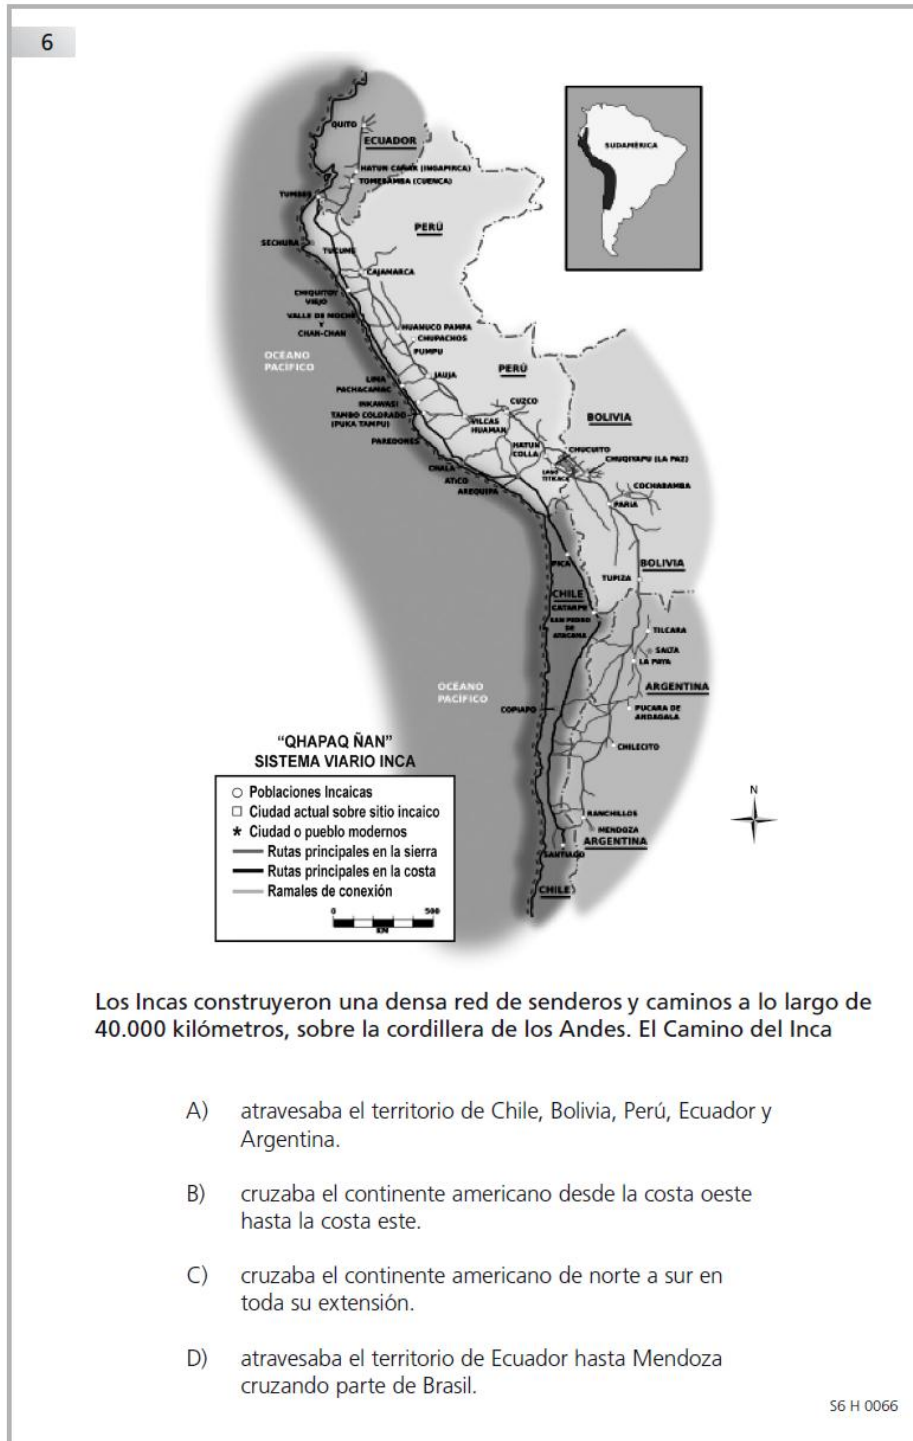 6
QUITO
ECUADOR
HATUN CAÑAR (INGAPIRCA)
TOMEBAMBA (CUENCA)
TUMBES
SUDAMÉRICA
PERÚ
SECHURA
TUCUME
CAJAMARCA
CHIQUITOY
VIEJO
VALLE DE MOCHE
Y
CHAN-CHAN
HUANUCO PAMPA
CHUPACHOS
PUMPU
OCÉANO
PACÍFICO
PERÚ
JAUJA
LIMA
PACHACAMAC
INKAWASI
TAMBO COLORADO
(PUKA TAMPU)
PAREDONES
CUZCO
VILCAS
HUAMAN
BOLIVIA
HATUN
COLLA
CHUCUITO
CHUQIYAPU (LA PAZ)
LAGO
TITICACA
CHALA
ATICO
AREQUIPA
COCHABAMBA
PARIA
PICA
BOLIVIA
TUPIZA
CHILE
CATARPE
SAN PEDRO
DE
ATACAMA
TILCARA
SALTA
LA PAYA
OCÉANO
PACÍFICO
ARGENTINA
COPIAPO
PUCARA DE
ANDAGALA
CHILECITO
"QHAPAQ ÑAN"
SISTEMA VIARIO INCA
N
Poblaciones Incaicas
Ciudad actual sobre sitio incaico
Ciudad o pueblo modernos
Rutas principales en la sierra
Rutas principales en la costa
Ramales de conexión
0 500
KM
RANCHILLOS
MENDOZA
ARGENTINA
SANTIAGO
CHILE
Los Incas construyeron una densa red de senderos y caminos a lo largo de
40.000 kilómetros, sobre la cordillera de los Andes. El Camino del Inca
A) atravesaba el territorio de Chile, Bolivia, Perú, Ecuador y
Argentina.
B) cruzaba el continente americano desde la costa oeste
hasta la costa este.
C) cruzaba el continente americano de norte a sur en
toda su extensión.
D) atravesaba el territorio de Ecuador hasta Mendoza
cruzando parte de Brasil.
S6 H 0066